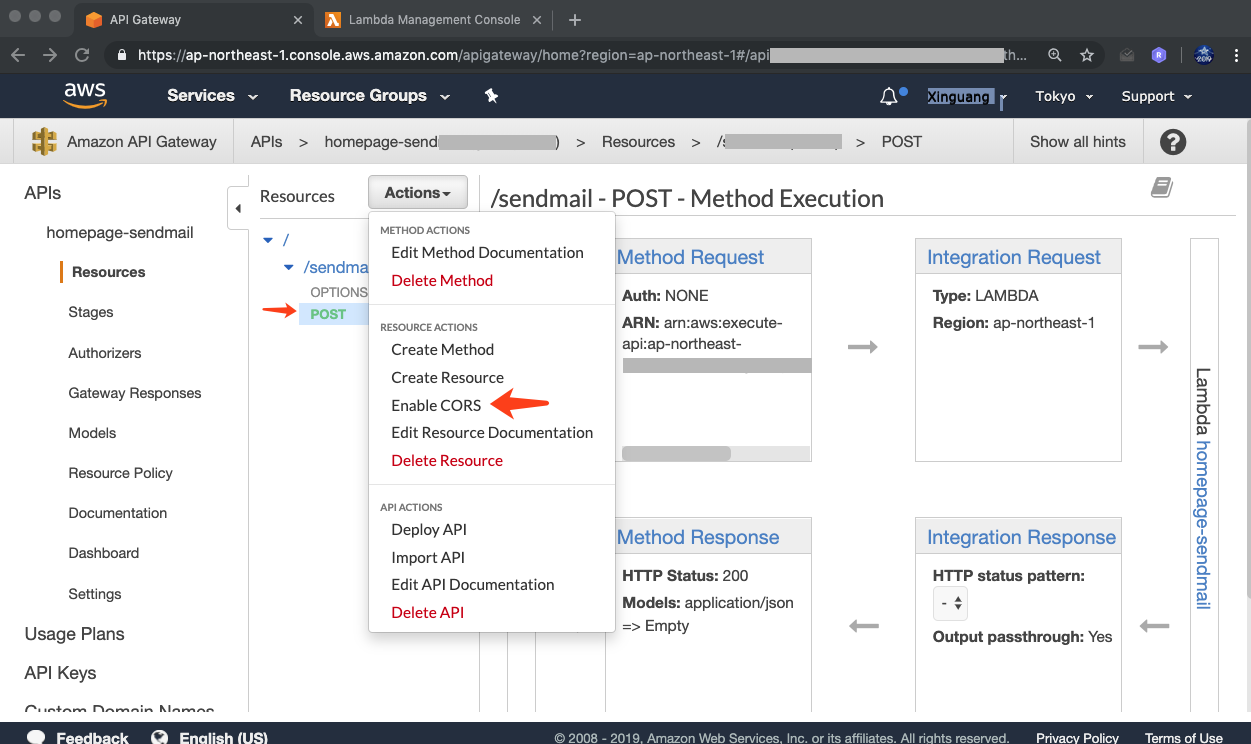 API Gateway
Lambda Management Console
https://ap-northeast-1.console.aws.amazon.com/apigateway/home?region=ap-northeast-1#/api th...
aws
Services
Resource Groups
Xinguang
Tokyo
Support
Amazon API Gateway
APIs > homepage-send ) > Resources > /s > POST
Show all hints
?
APIs
homepage-sendmail
Resources
Stages
Authorizers
Gateway Responses
Models
Resource Policy
Documentation
Dashboard
Settings
Usage Plans
API Keys
Custom Domain Names
Resources
Actions
/
/sendma
OPTIONS
POST
METHOD ACTIONS
Edit Method Documentation
Delete Method
RESOURCE ACTIONS
Create Method
Create Resource
Enable CORS
Edit Resource Documentation
Delete Resource
API ACTIONS
Deploy API
Import API
Edit API Documentation
Delete API
/sendmail - POST - Method Execution
Method Request
Auth: NONE
ARN: arn:aws:execute-
api:ap-northeast-
Integration Request
Type: LAMBDA
Region: ap-northeast-1
Lambda homepage-sendmail
Method Response
HTTP Status: 200
Models: application/json
=> Empty
Integration Response
HTTP status pattern:
-
Output passthrough: Yes
Feedback
English (US)
© 2008 - 2019, Amazon Web Services, Inc. or its affiliates. All rights reserved.
Privacy Policy
Terms of Use